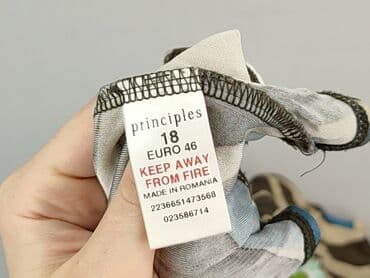 principles
18
EURO 46
KEEP AWAY
FROM FIRE
MADE IN ROMANIA
2236651473568
023586714